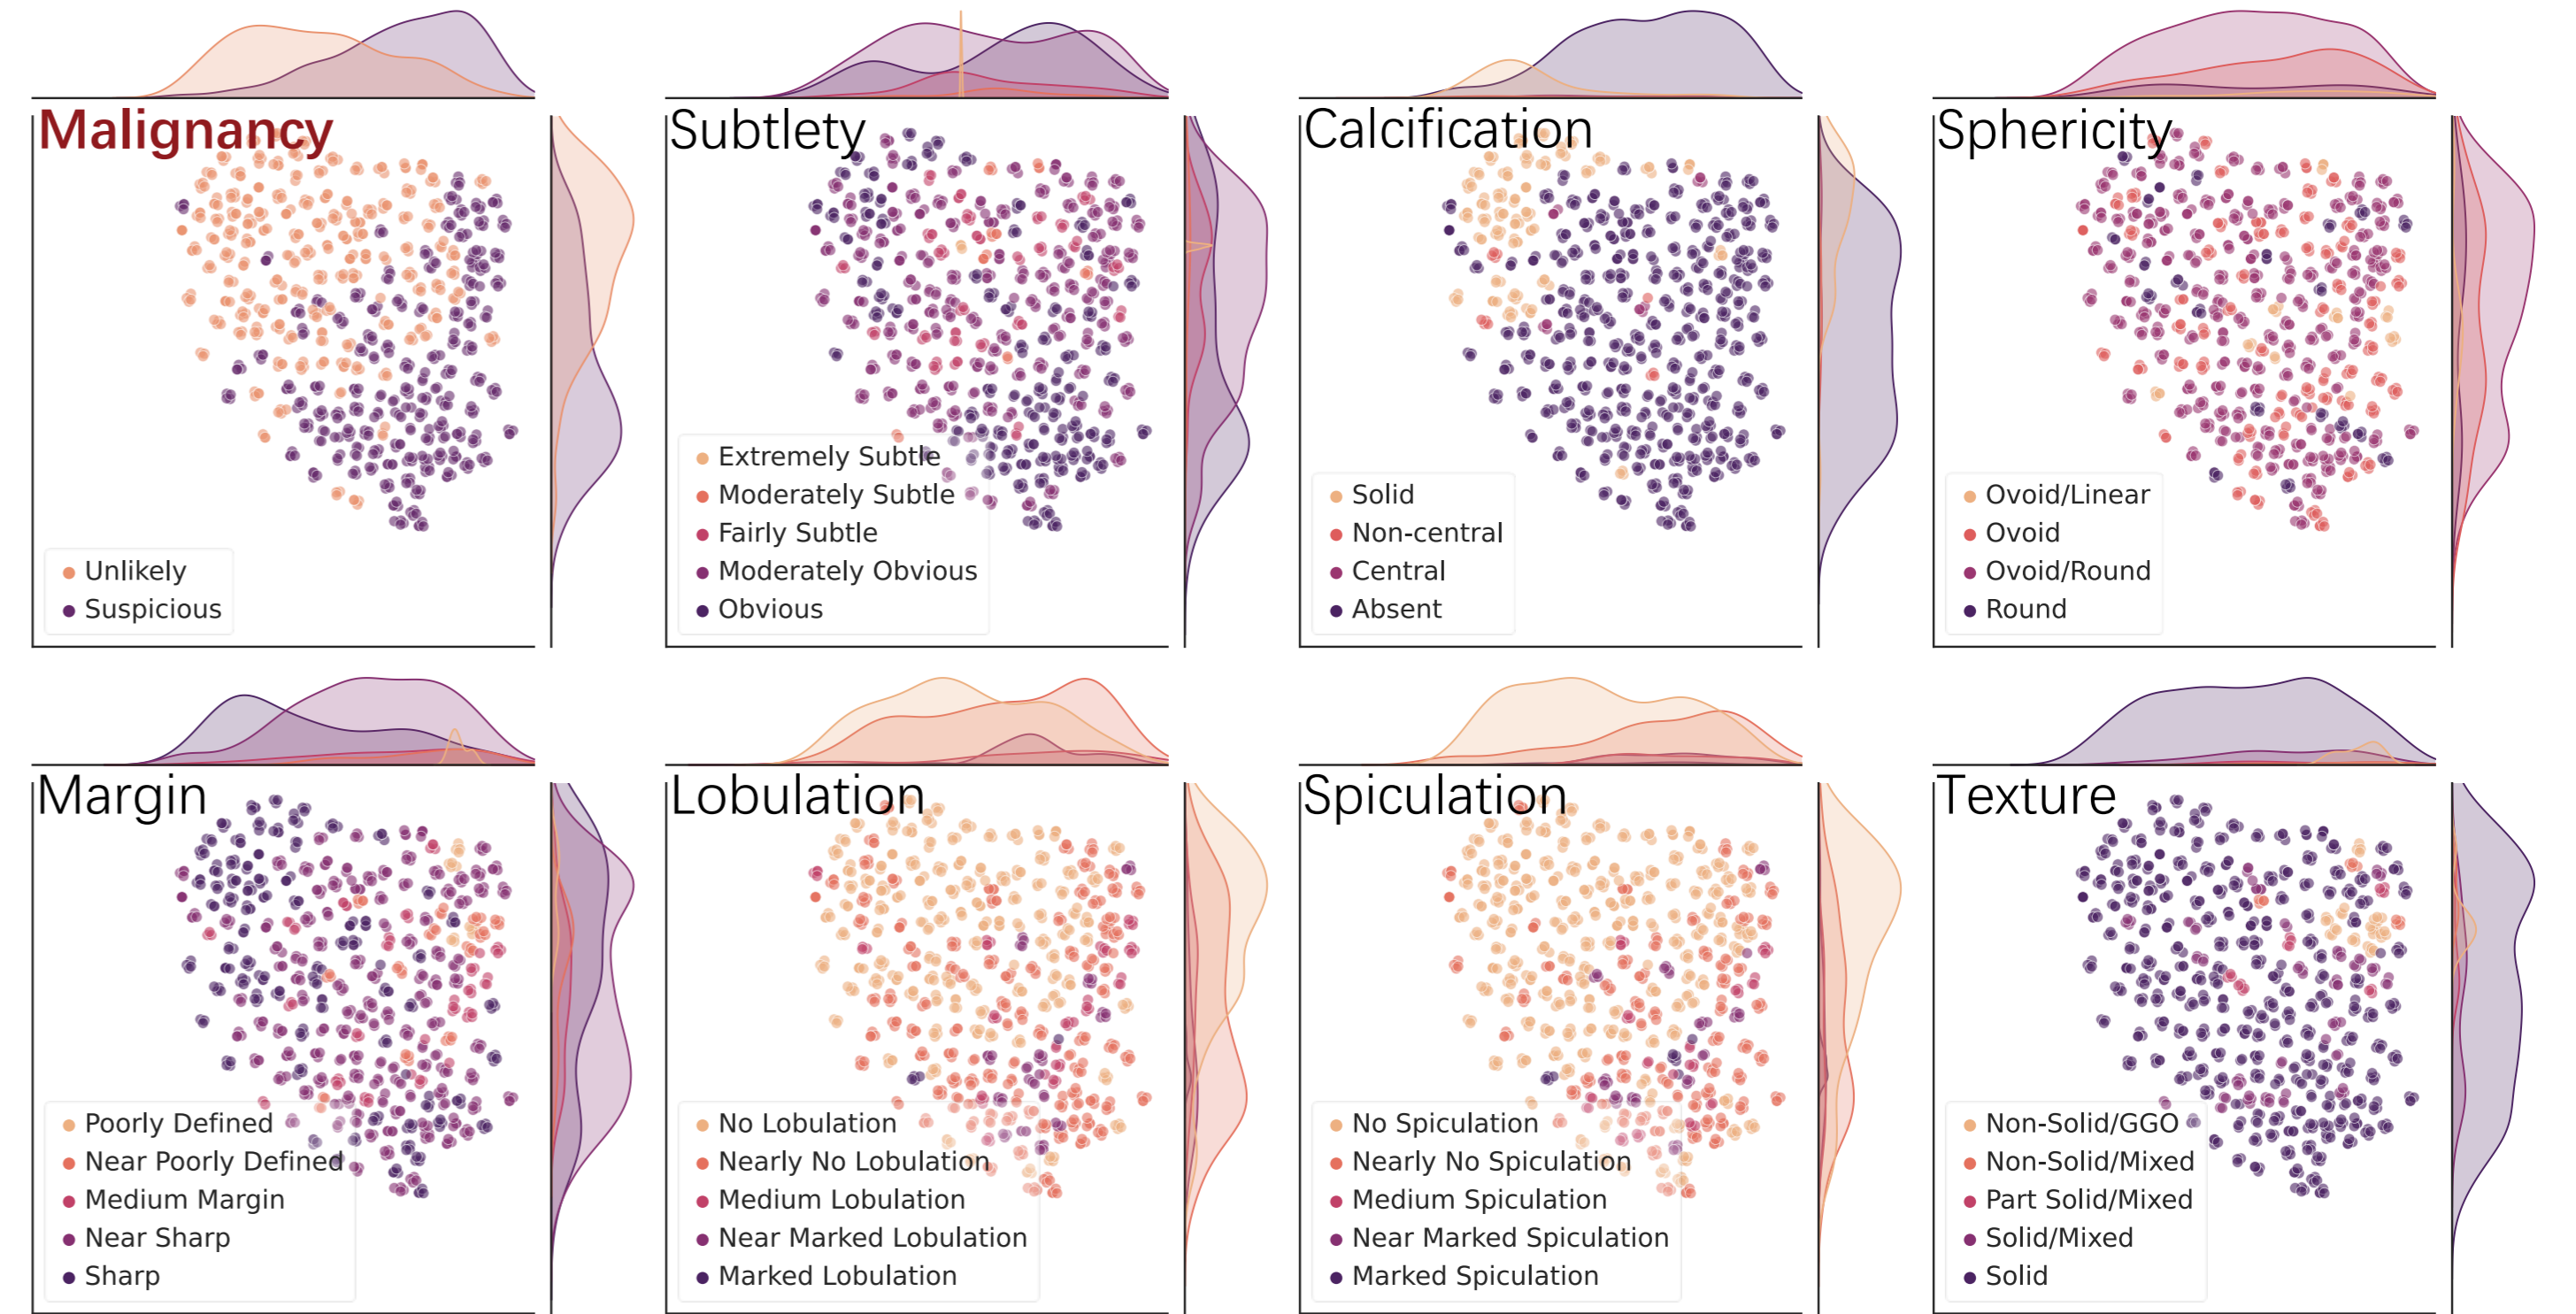 Malignancy
Unlikely
Suspicious
Subtlety
Extremely Subtle
Moderately Subtle
Fairly Subtle
Moderately Obvious
Obvious
Calcification
Solid
Non-central
Central
Absent
Sphericity
Ovoid/Linear
Ovoid
Ovoid/Round
Round
Margin
Poorly Defined
Near Poorly Defined
Medium Margin
Near Sharp
Sharp
Lobulation
No Lobulation
Nearly No Lobulation
Medium Lobulation
Near Marked Lobulation
Marked Lobulation
Spiculation
No Spiculation
Nearly No Spiculation
Medium Spiculation
Near Marked Spiculation
Marked Spiculation
Texture
Non-Solid/GGO
Non-Solid/Mixed
Part Solid/Mixed
Solid/Mixed
Solid